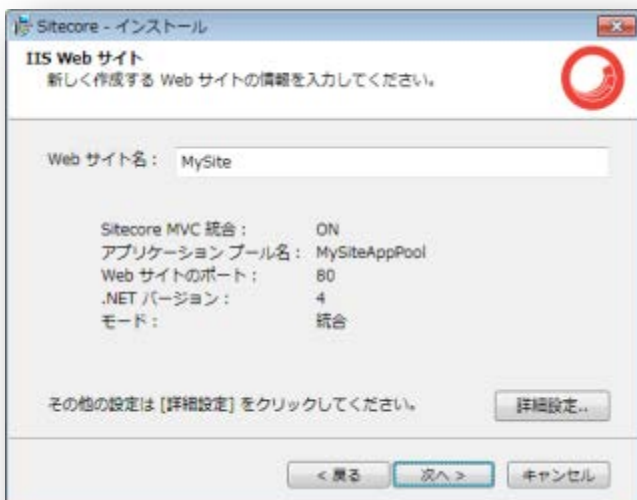 Sitecore - インストール
IIS Web サイト
新しく作成する Web サイトの情報を入力してください。
Web サイト名： MySite
Sitecore MVC 統合： ON
アプリケーション プール名： MySiteAppPool
Web サイトのポート： 80
.NET バージョン： 4
モード： 統合
その他の設定は [詳細設定] をクリックしてください。 詳細設定..
< 戻る 次へ > キャンセル